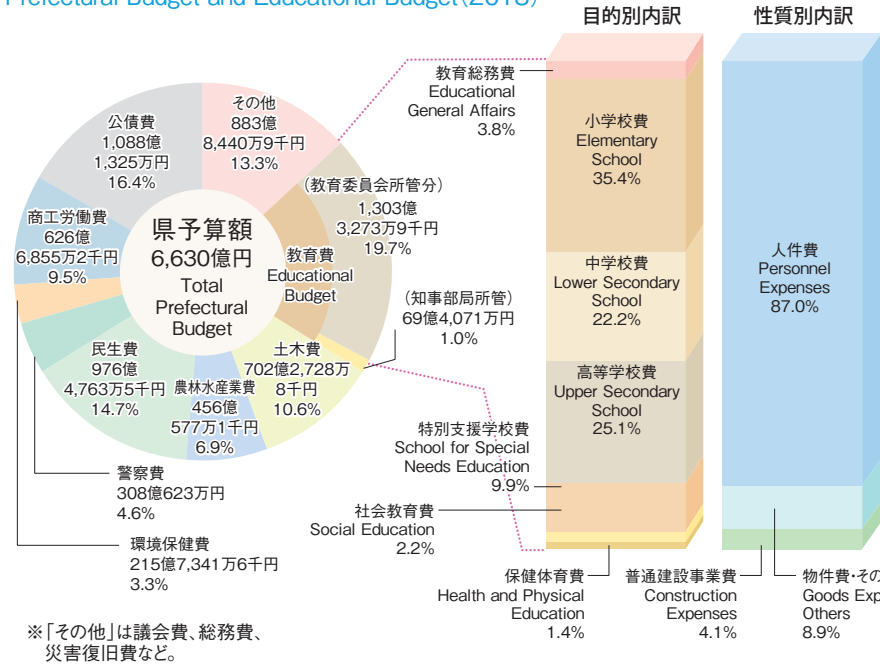 Prefectural Budget and Educational Budget(2018)
目的別内訳
性質別内訳
その他
883億
8,440万9千円
13.3%
公債費
1,088億
1,325万円
16.4%
商工労働費
626億
6,855万2千円
9.5%
県予算額
6,630億円
Total
Prefectural
Budget
(教育委員会所管分)
1,303億
3,273万9千円
19.7%
教育費
Educational
Budget
(知事部局所管)
69億4,071万円
1.0%
土木費
702億2,728万
8千円
10.6%
農林水産業費
456億
577万1千円
6.9%
民生費
976億
4,763万5千円
14.7%
警察費
308億623万円
4.6%
環境保健費
215億7,341万6千円
3.3%
※「その他」は議会費、総務費、
災害復旧費など。
教育総務費
Educational
General Affairs
3.8%
小学校費
Elementary
School
35.4%
中学校費
Lower Secondary
School
22.2%
高等学校費
Upper Secondary
School
25.1%
特別支援学校費
School for Special
Needs Education
9.9%
社会教育費
Social Education
2.2%
保健体育費
Health and Physical
Education
1.4%
人件費
Personnel
Expenses
87.0%
普通建設事業費
Construction
Expenses
4.1%
物件費・その
Goods Exp
Others
8.9%